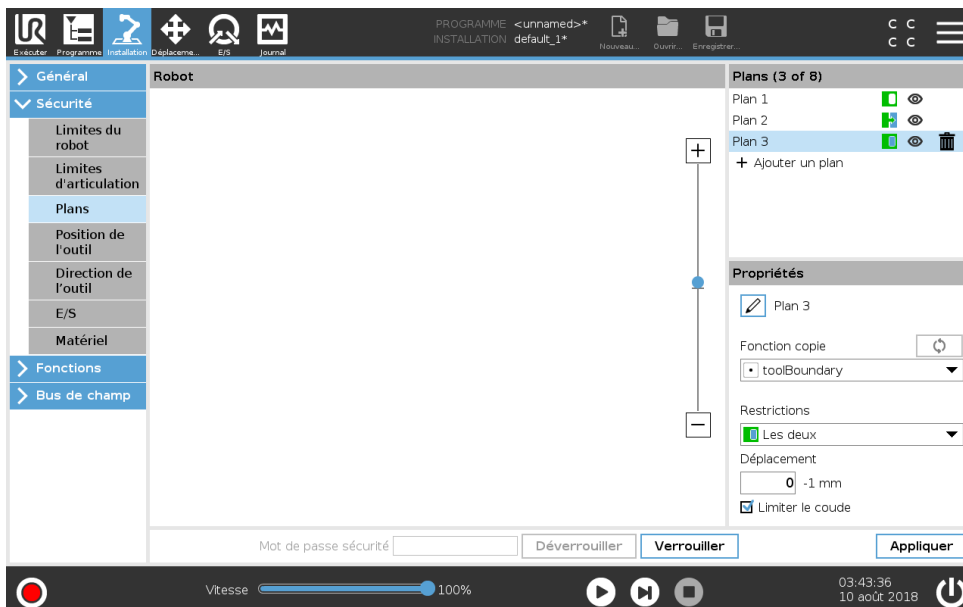 PROGRAMME <unnamed>*
INSTALLATION default_1*
Exécuter Programme Installation Déplaceme... E/S Journal
Nouveau... Ouvrir... Enregistrer...
C C
C C
Général
Sécurité
Limites du
robot
Limites
d'articulation
Plans
Position de
l'outil
Direction de
l'outil
E/S
Matériel
Fonctions
Bus de champ
Robot
+
−
Plans (3 of 8)
Plan 1
Plan 2
Plan 3
+ Ajouter un plan
Propriétés
Plan 3
Fonction copie
toolBoundary
Restrictions
Les deux
Déplacement
0 -1 mm
Limiter le coude
Mot de passe sécurité Déverrouiller Verrouiller Appliquer
Vitesse 100%
03:43:36
10 août 2018